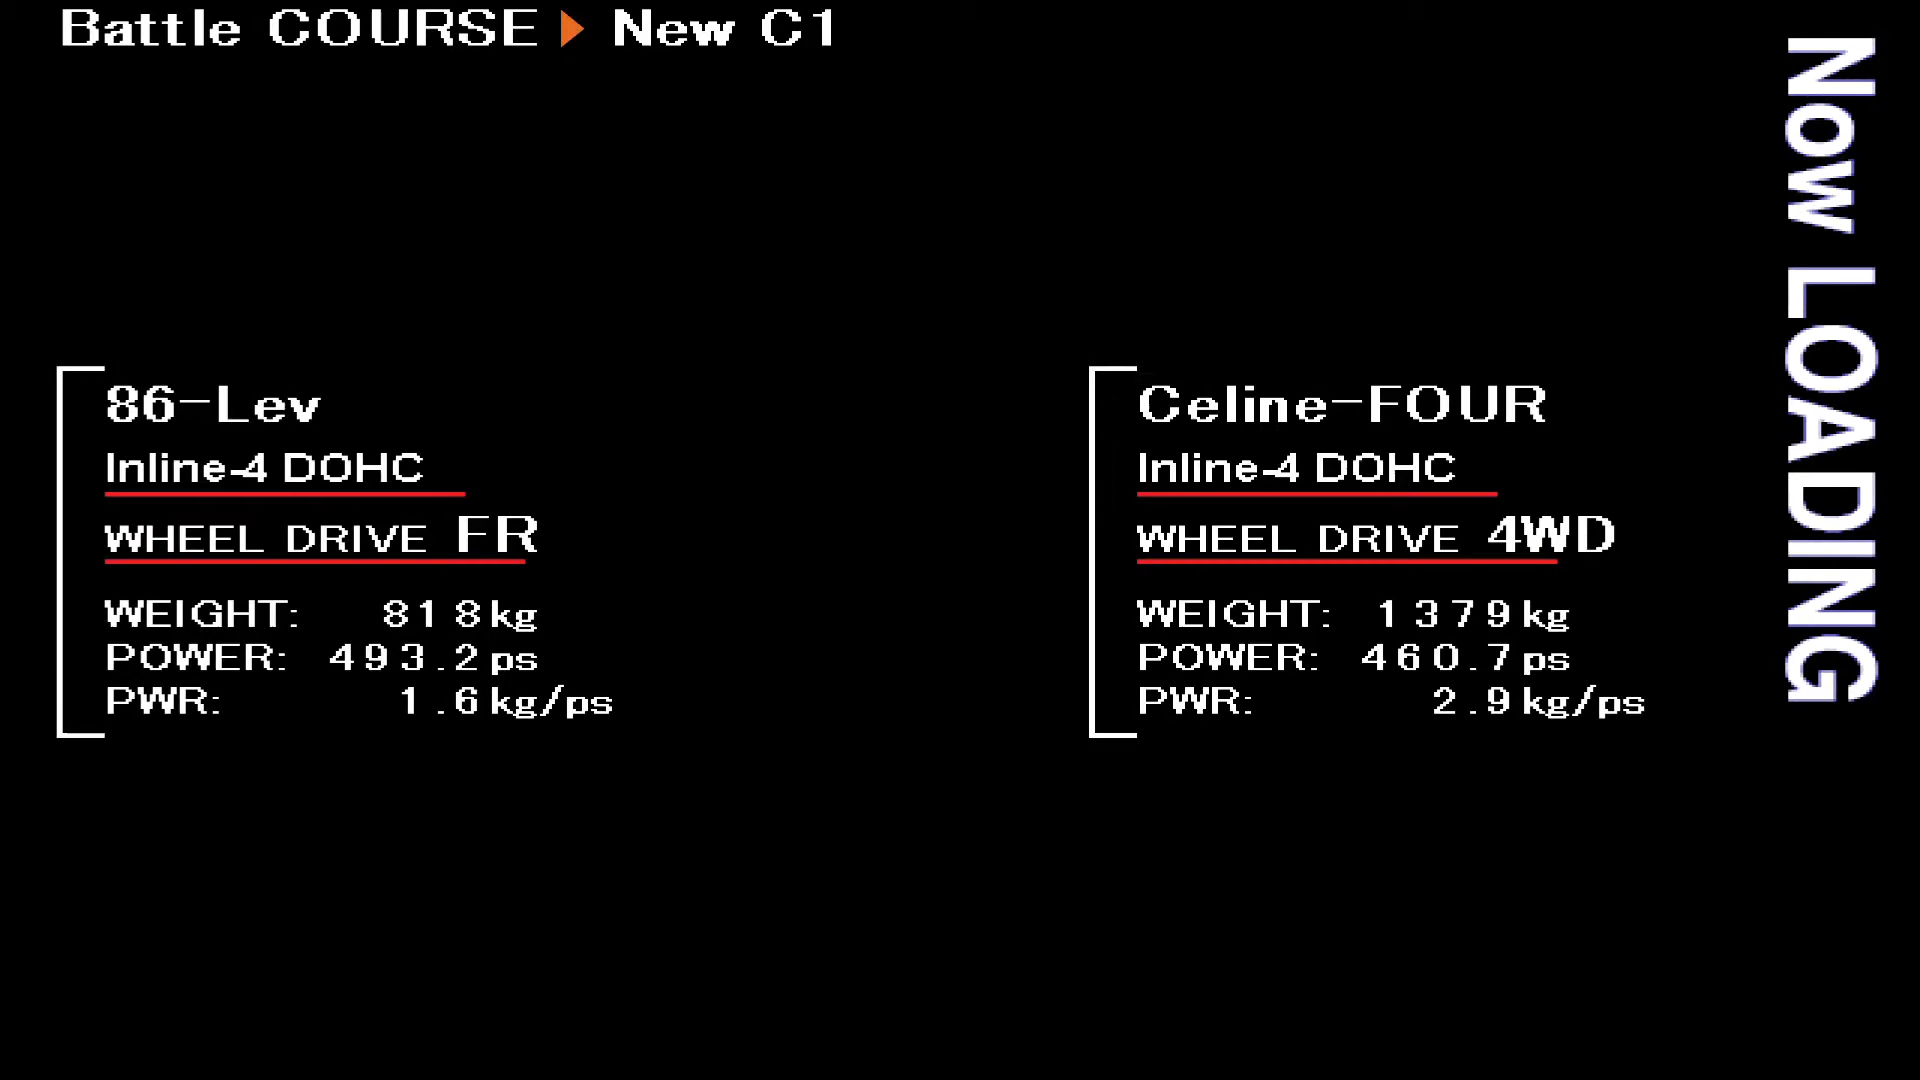 Battle COURSE ▶ New C1
Now LOADING
86-Lev
Inline-4 DOHC
WHEEL DRIVE FR
WEIGHT: 818kg
POWER: 493.2ps
PWR: 1.6kg/ps
Celine-FOUR
Inline-4 DOHC
WHEEL DRIVE 4WD
WEIGHT: 1379kg
POWER: 460.7ps
PWR: 2.9kg/ps